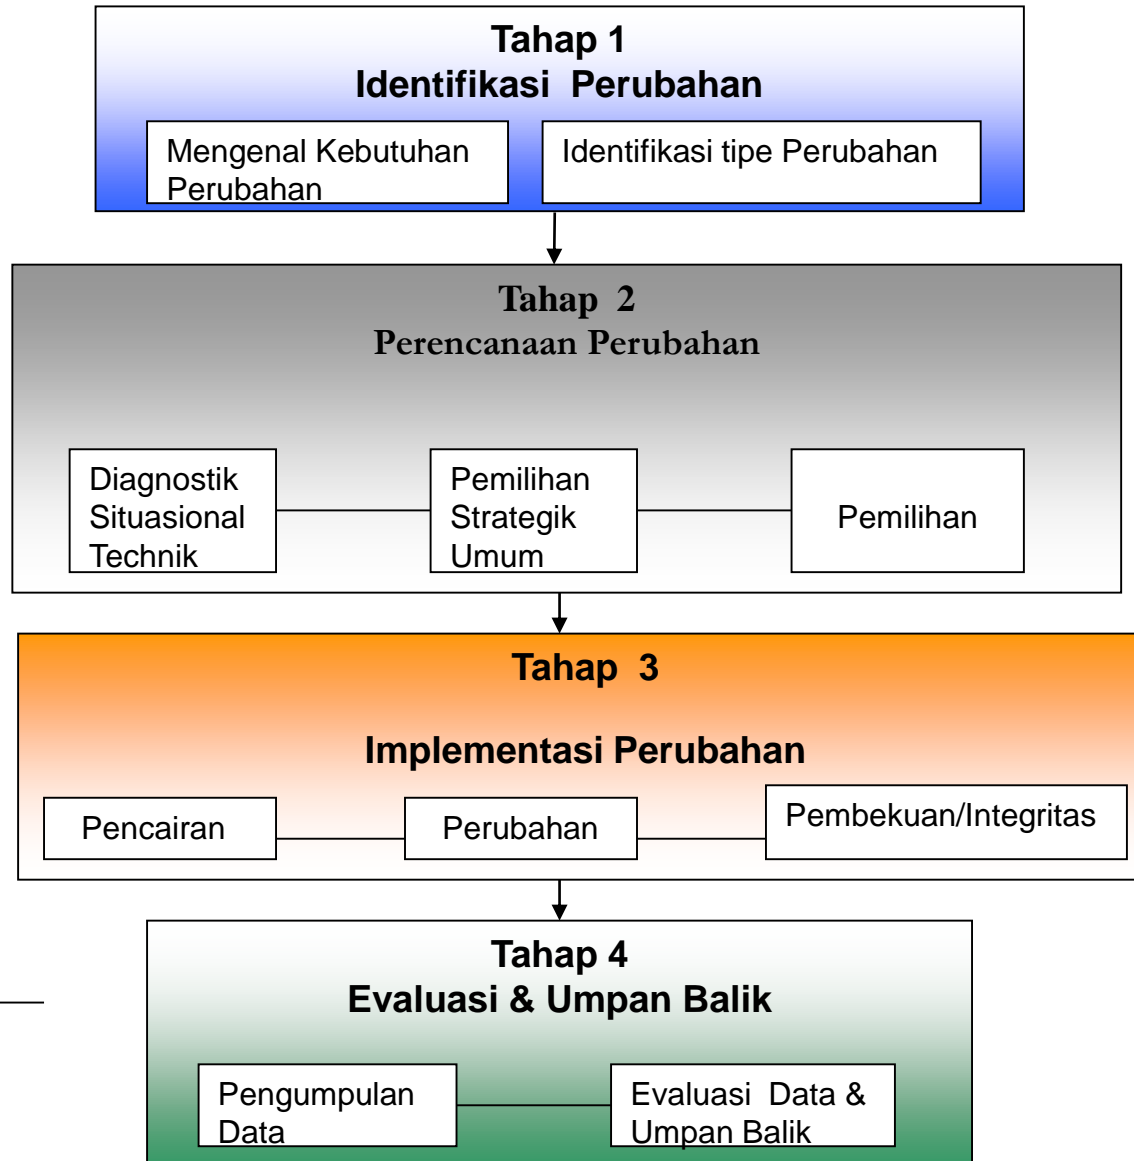 Tahap 1
Identifikasi Perubahan
Mengenal Kebutuhan
Perubahan
Identifikasi tipe Perubahan
Tahap 2
Perencanaan Perubahan
Diagnostik
Situasional
Technik
Pemilihan
Strategik
Umum
Pemilihan
Tahap 3
Implementasi Perubahan
Pencairan
Perubahan
Pembekuan/Integritas
Tahap 4
Evaluasi & Umpan Balik
Pengumpulan
Data
Evaluasi Data &
Umpan Balik